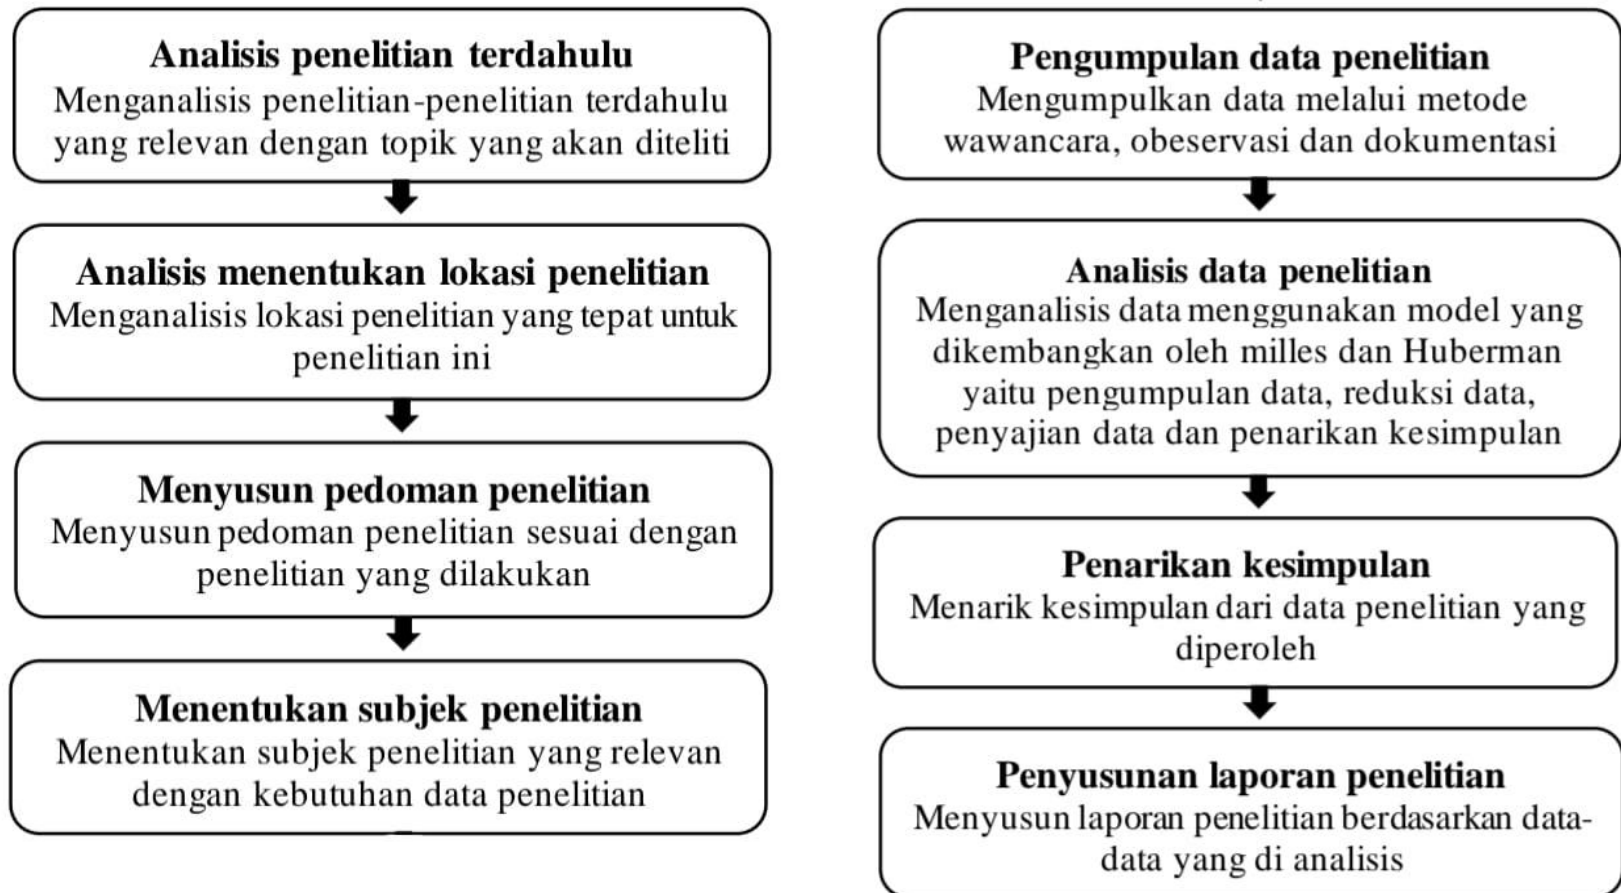 Analisis penelitian terdahulu
Menganalisis penelitian-penelitian terdahulu
yang relevan dengan topik yang akan diteliti
Analisis menentukan lokasi penelitian
Menganalisis lokasi penelitian yang tepat untuk
penelitian ini
Menyusun pedoman penelitian
Menyusun pedoman penelitian sesuai dengan
penelitian yang dilakukan
Menentukan subjek penelitian
Menentukan subjek penelitian yang relevan
dengan kebutuhan data penelitian
Pengumpulan data penelitian
Mengumpulkan data melalui metode
wawancara, obeservasi dan dokumentasi
Analisis data penelitian
Menganalisis data menggunakan model yang
dikembangkan oleh milles dan Huberman
yaitu pengumpulan data, reduksi data,
penyajian data dan penarikan kesimpulan
Penarikan kesimpulan
Menarik kesimpulan dari data penelitian yang
diperoleh
Penyusunan laporan penelitian
Menyusun laporan penelitian berdasarkan data-
data yang di analisis